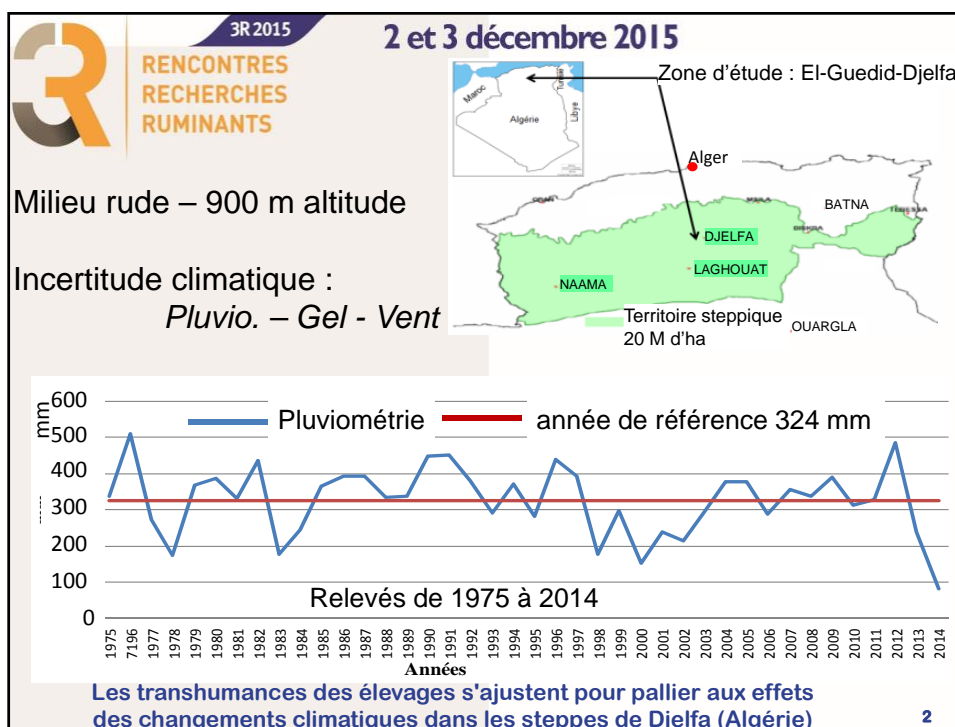 3R 2015
2 et 3 décembre 2015
3R
RENCONTRES
RECHERCHES
RUMINANTS
Zone d'étude : El-Guedid-Djelfa
Maroc
Algérie
Tunisie
Libye
Alger
Milieu rude – 900 m altitude
ORAN
BATNA
TEBESSA
BISKRA
DJELFA
LAGHOUAT
NAAMA
Incertitude climatique :
Pluvio. – Gel - Vent
Territoire steppique
20 M d'ha
OUARGLA
mm
600
500
400
300
200
100
0
Pluviométrie
année de référence 324 mm
Relevés de 1975 à 2014
1975 7196 1977 1978 1979 1980 1981 1982 1983 1984 1985 1986 1987 1988 1989 1990 1991 1992 1993 1994 1995 1996 1997 1998 1999 2000 2001 2002 2003 2004 2005 2006 2007 2008 2009 2010 2011 2012 2013 2014
Années
Les transhumances des élevages s'ajustent pour pallier aux effets
des changements climatiques dans les steppes de Djelfa (Algérie)
2